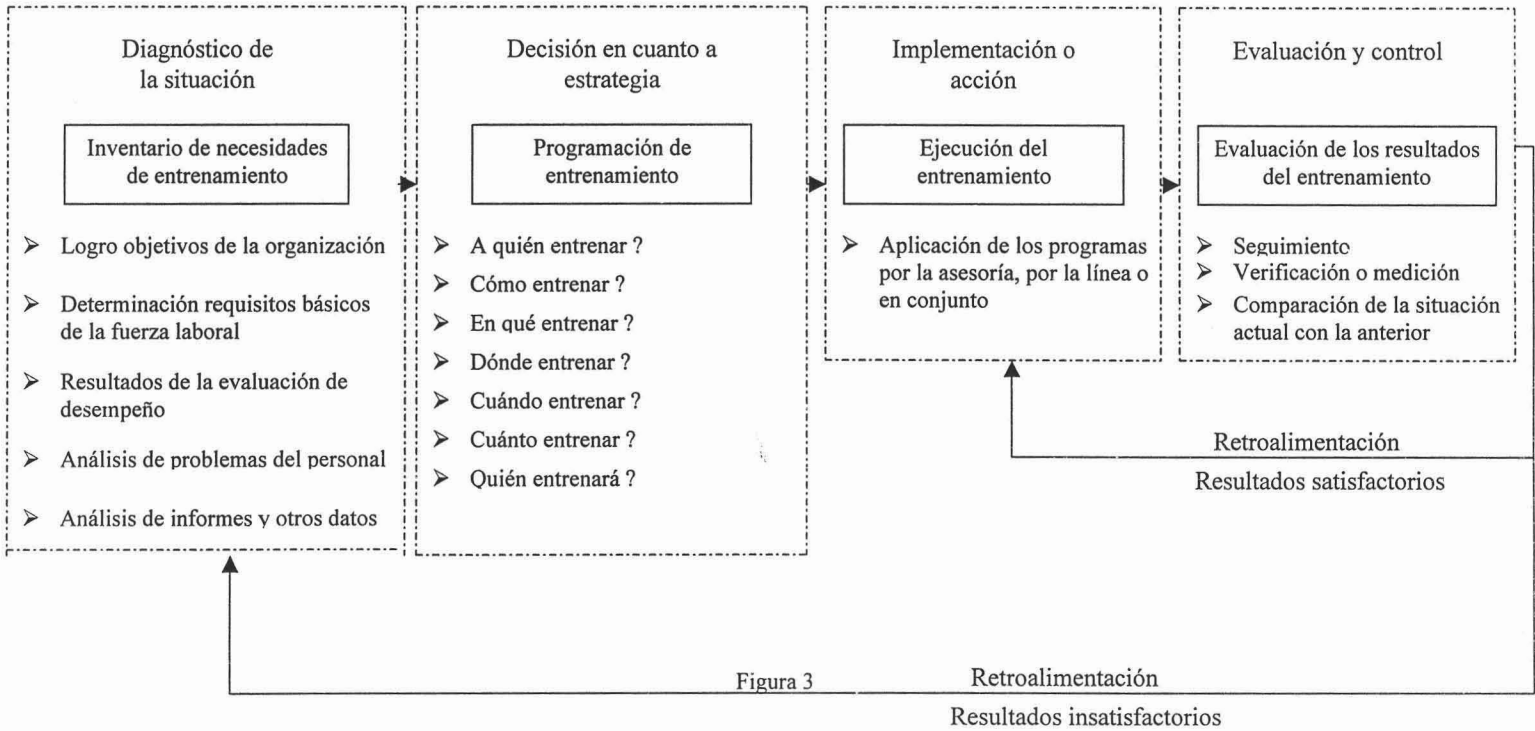 Diagnóstico de
la situación
Inventario de necesidades
de entrenamiento
➢ Logro objetivos de la organización
➢ Determinación requisitos básicos
de la fuerza laboral
➢ Resultados de la evaluación de
desempeño
➢ Análisis de problemas del personal
➢ Análisis de informes y otros datos
Decisión en cuanto a
estrategia
Programación de
entrenamiento
➢ A quién entrenar ?
➢ Cómo entrenar ?
➢ En qué entrenar ?
➢ Dónde entrenar ?
➢ Cuándo entrenar ?
➢ Cuánto entrenar ?
➢ Quién entrenará ?
Implementación o
acción
Ejecución del
entrenamiento
➢ Aplicación de los programas
por la asesoría, por la línea o
en conjunto
Evaluación y control
Evaluación de los resultados
del entrenamiento
➢ Seguimiento
➢ Verificación o medición
➢ Comparación de la situación
actual con la anterior
Retroalimentación
Resultados satisfactorios
Figura 3
Retroalimentación
Resultados insatisfactorios